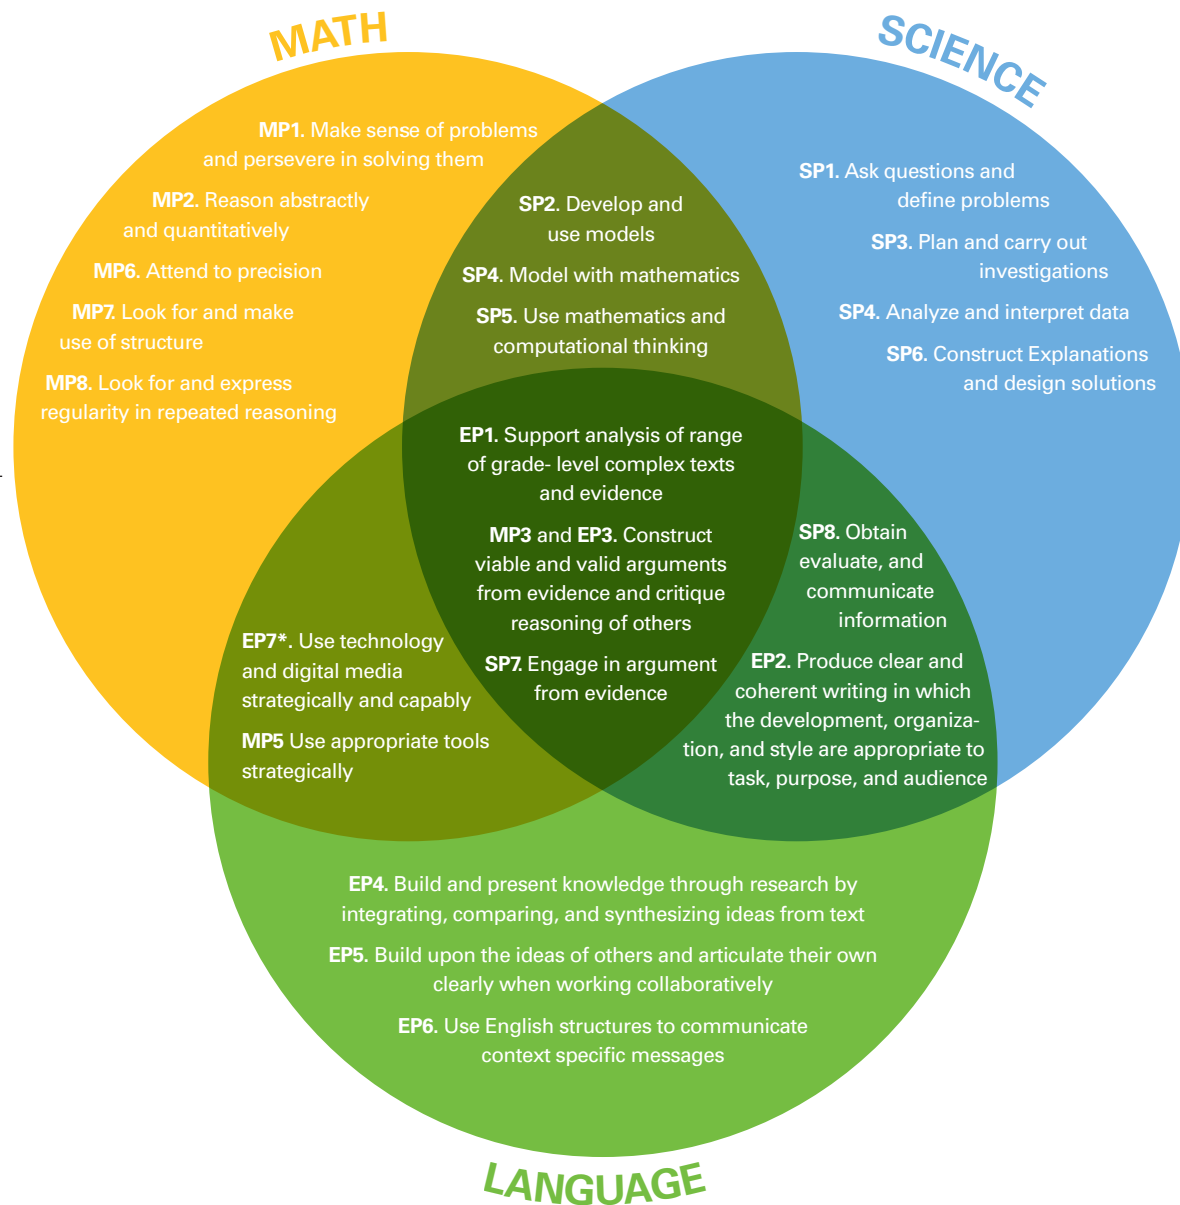 MATH
SCIENCE
MP1. Make sense of problems
and persevere in solving them
MP2. Reason abstractly
and quantitatively
MP6. Attend to precision
MP7. Look for and make
use of structure
MP8. Look for and express
regularity in repeated reasoning
SP2. Develop and
use models
SP4. Model with mathematics
SP5. Use mathematics and
computational thinking
SP1. Ask questions and
define problems
SP3. Plan and carry out
investigations
SP4. Analyze and interpret data
SP6. Construct Explanations
and design solutions
EP1. Support analysis of range
of grade- level complex texts
and evidence
MP3 and EP3. Construct
viable and valid arguments
from evidence and critique
reasoning of others
SP7. Engage in argument
from evidence
EP7*. Use technology
and digital media
strategically and capably
MP5 Use appropriate tools
strategically
SP8. Obtain
evaluate, and
communicate
information
EP2. Produce clear and
coherent writing in which
the development, organiza-
tion, and style are appropriate to
task, purpose, and audience
EP4. Build and present knowledge through research by
integrating, comparing, and synthesizing ideas from text
EP5. Build upon the ideas of others and articulate their own
clearly when working collaboratively
EP6. Use English structures to communicate
context specific messages
LANGUAGE